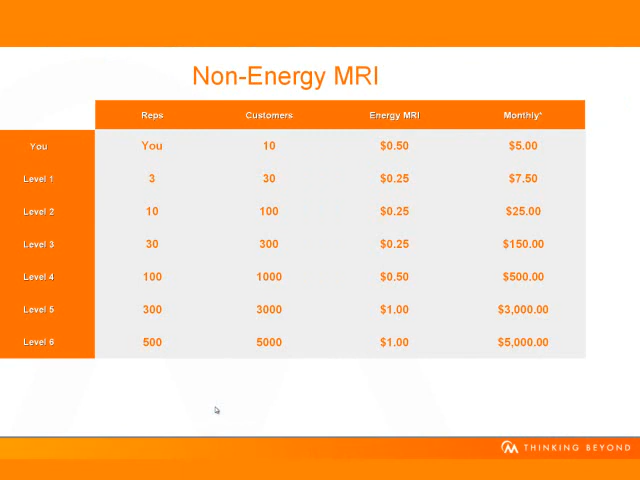 Non-Energy MRI
Reps Customers Energy MRI Monthly*
You You 10 $0.50 $5.00
Level 1 3 30 $0.25 $7.50
Level 2 10 100 $0.25 $25.00
Level 3 30 300 $0.25 $150.00
Level 4 100 1000 $0.50 $500.00
Level 5 300 3000 $1.00 $3,000.00
Level 6 500 5000 $1.00 $5,000.00
THINKING BEYOND